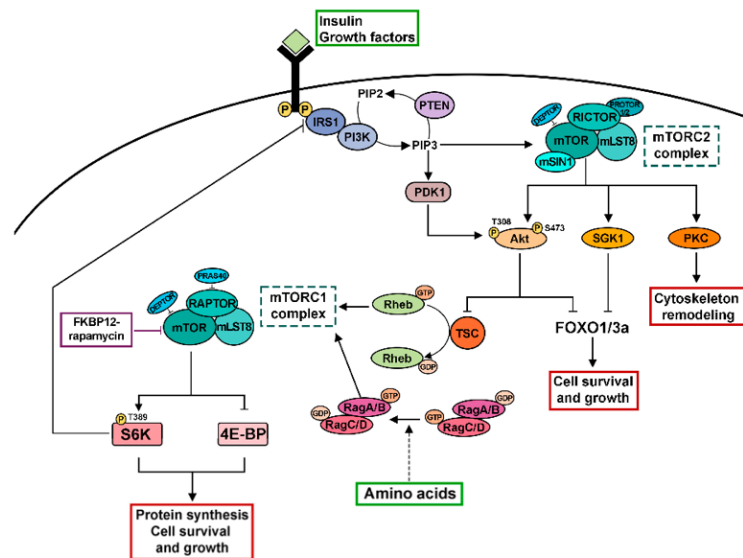 Insulin
Growth factors
P
P
IRS1
PI3K
PIP2
PTEN
PIP3
PDK1
DEPTOR
RICTOR
PROTOR
1/2
mTOR
mLST8
mSIN1
mTORC2
complex
T308
P
Akt
P
S473
SGK1
PKC
Cytoskeleton
remodeling
FOXO1/3a
Cell survival
and growth
TSC
Rheb
GTP
Rheb
GDP
mTORC1
complex
PRAS40
DEPTOR
RAPTOR
mTOR
mLST8
FKBP12-
rapamycin
P
T389
S6K
4E-BP
Protein synthesis
Cell survival
and growth
GDP
RagA/B
GTP
RagC/D
GTP
RagA/B
GDP
RagC/D
Amino acids